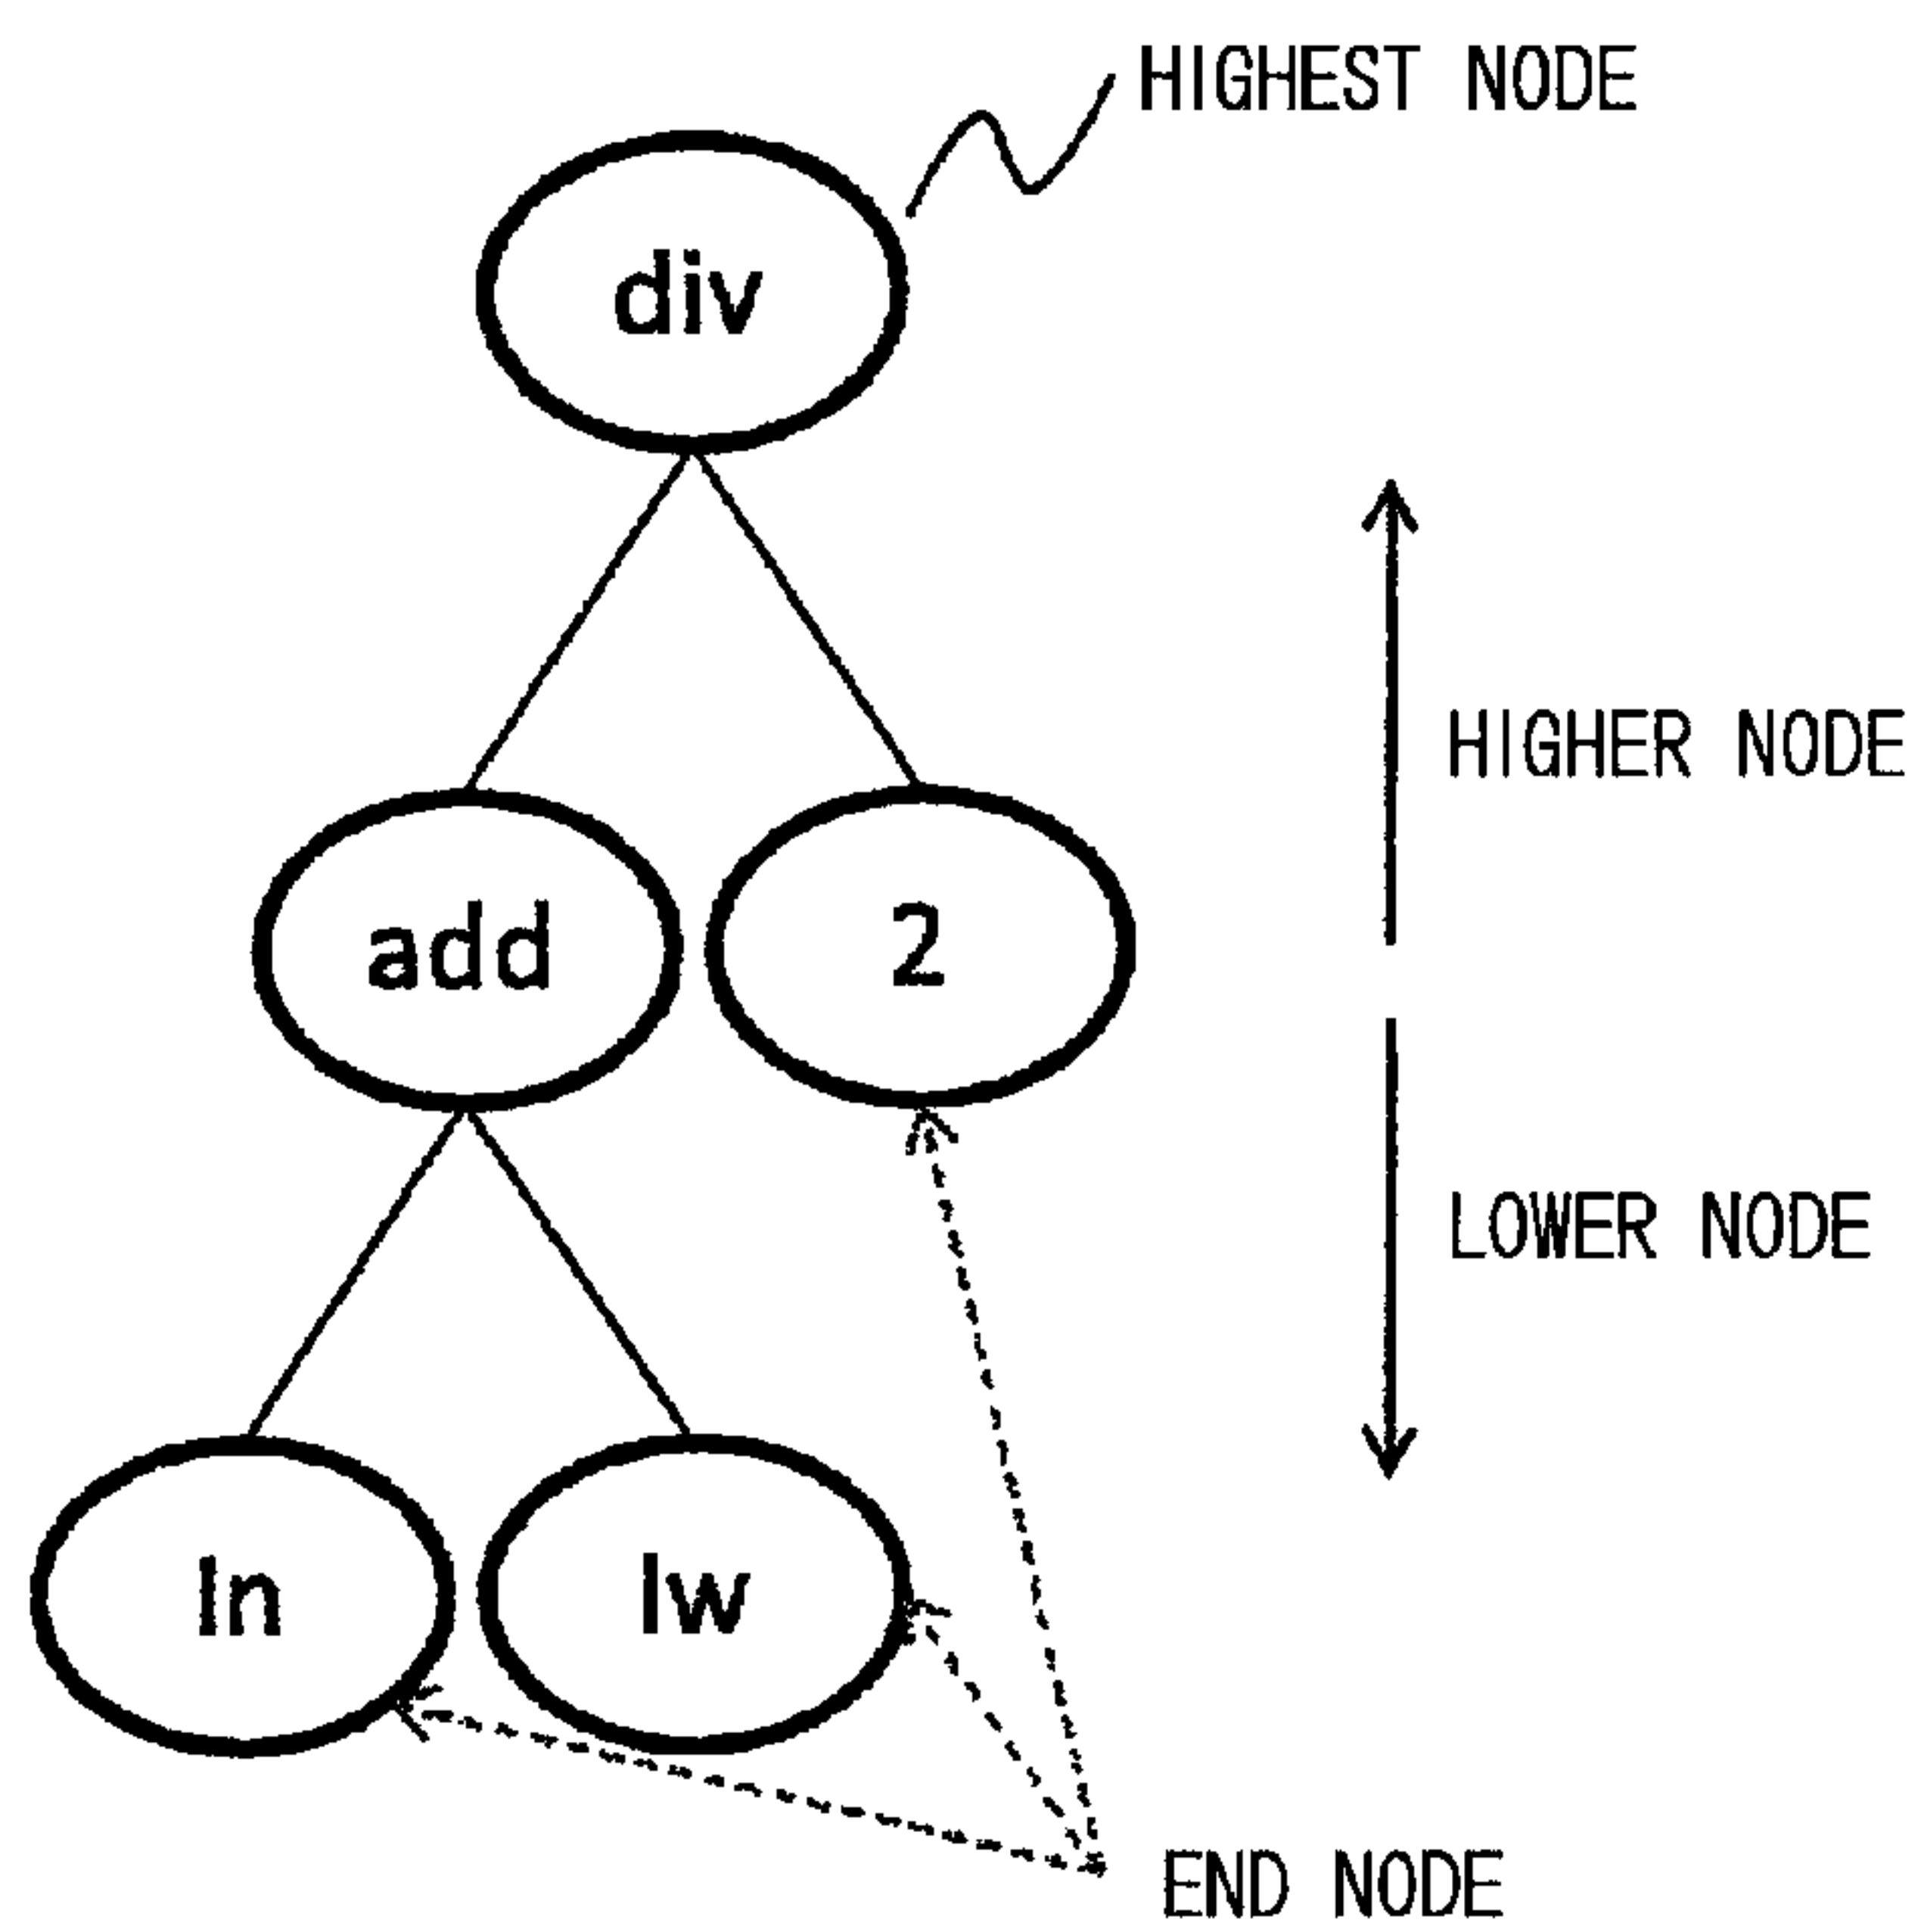 HIGHEST NODE
div
HIGHER NODE
add
2
LOWER NODE
ln
lw
END NODE